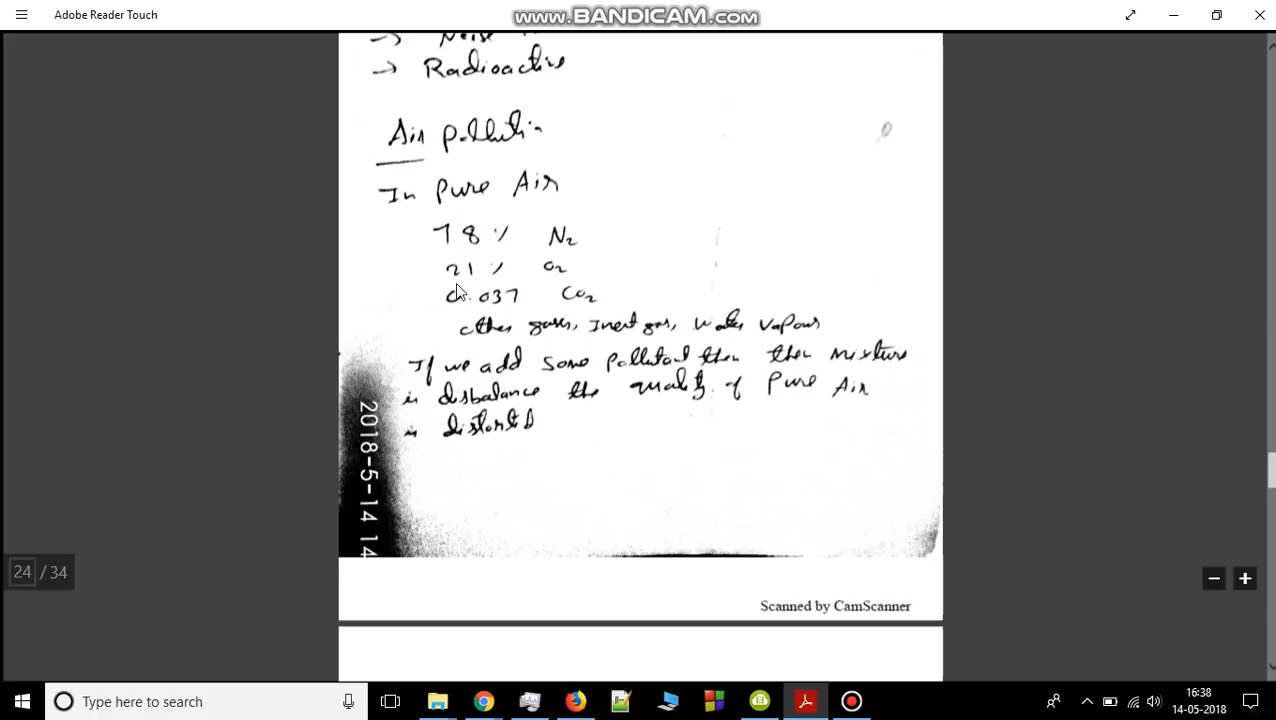 Adobe Reader Touch
www.BANDICAM.com
→ Noise
→ Radioactive
Air pollution
In Pure Air
78% N2
21% O2
0.037 CO2
other gases, Inert gas, water vapour
If we add some pollutant then then mixture
is disbalance the quality of Pure Air
is distorted
2018-5-14 14
24 / 34
Scanned by CamScanner
Type here to search
16:38
14-05-2018